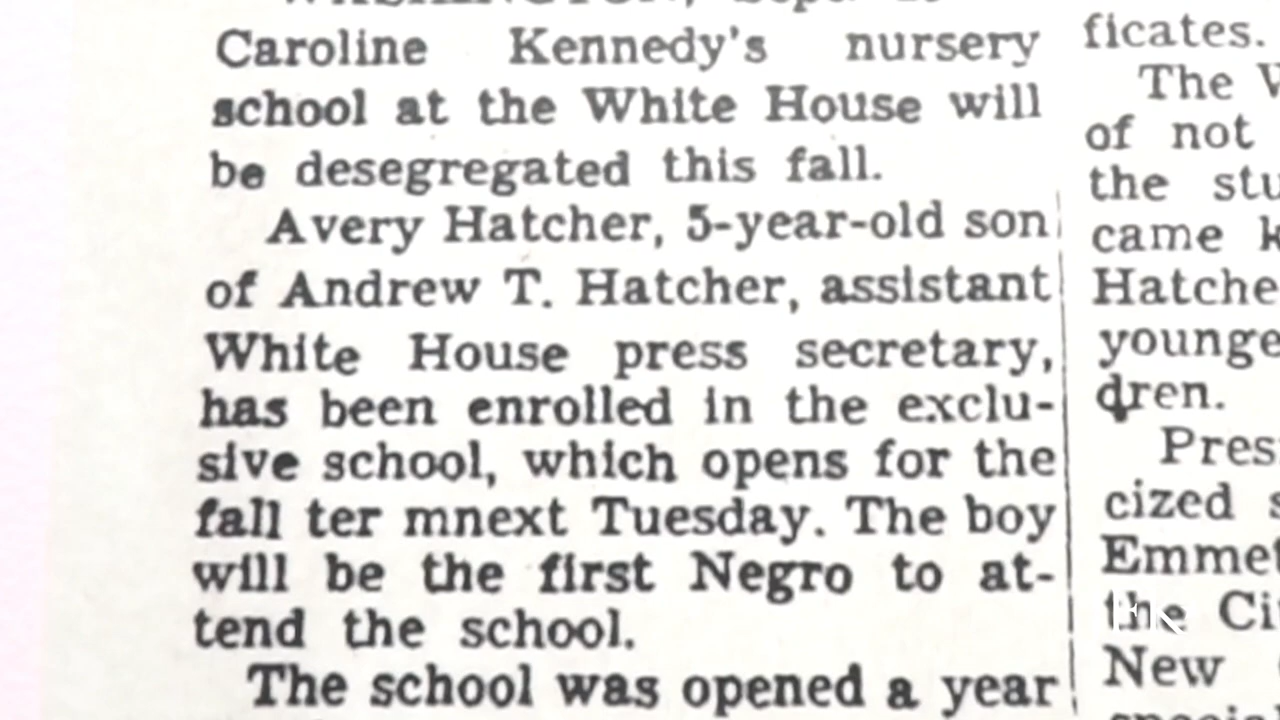 Caroline Kennedy's nursery
school at the White House will
be desegregated this fall.
Avery Hatcher, 5-year-old son
of Andrew T. Hatcher, assistant
White House press secretary,
has been enrolled in the exclu-
sive school, which opens for the
fall ter mnext Tuesday. The boy
will be the first Negro to at-
tend the school.
The school was opened a year
ficates.
The
of not
the
came
Hatche
younge
dren.
Pres
cized
Emmet
the
New